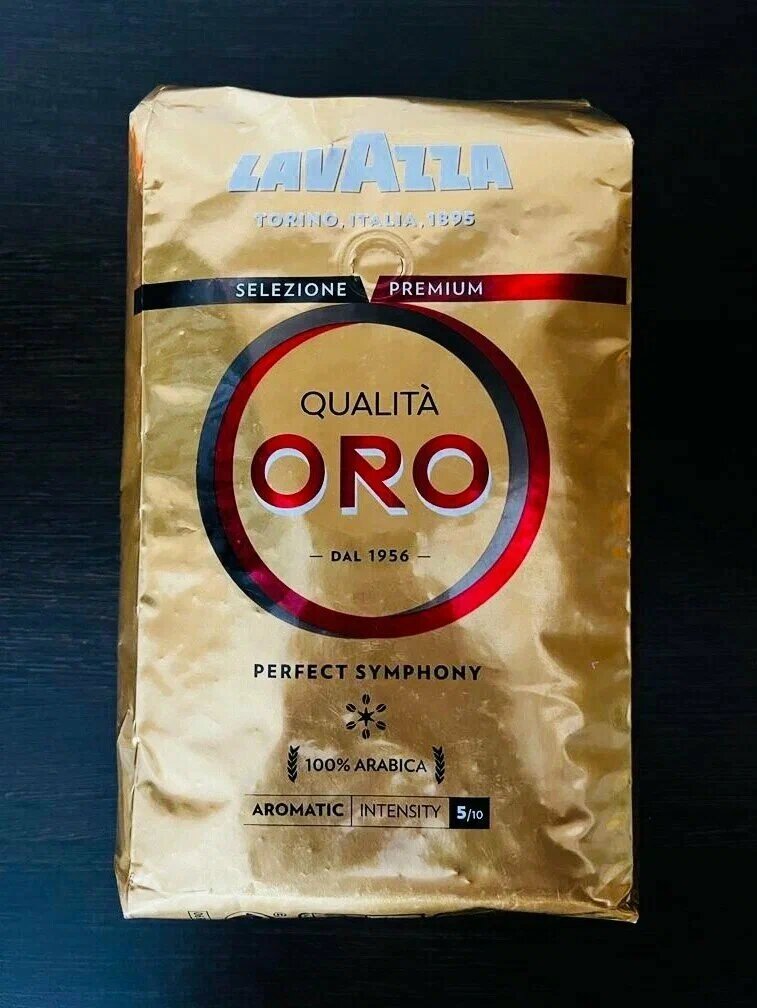 LAVAZZA
TORINO, ITALIA, 1895
SELEZIONE PREMIUM
QUALITÀ
ORO
— DAL 1956 —
PERFECT SYMPHONY
100% ARABICA
AROMATIC INTENSITY 5/10